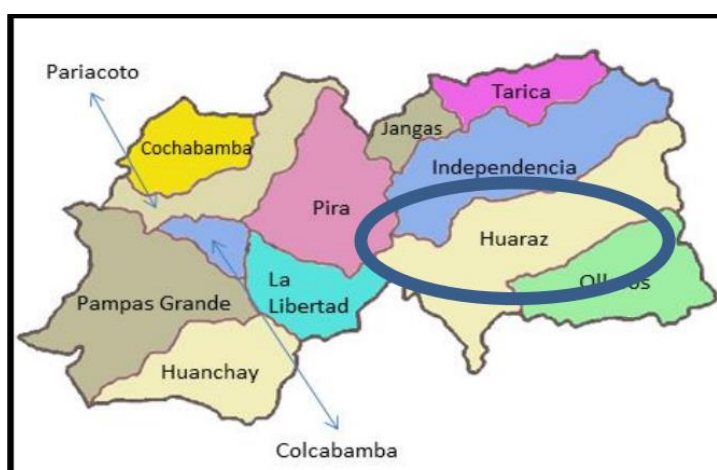 Pariacoto
Tarica
Jangas
Cochabamba
Independencia
Pira
Huaraz
La
Libertad
Pampas Grande
Huanchay
Colcabamba